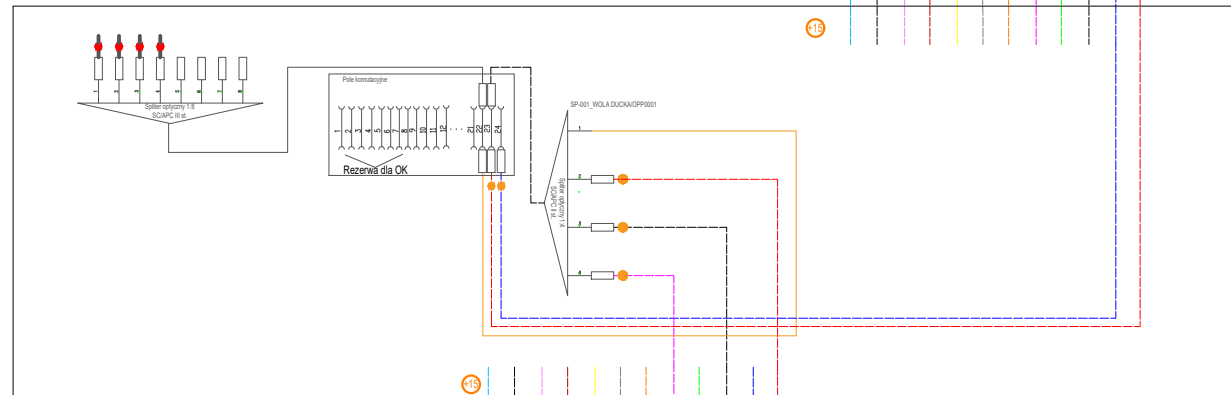 +15
1 2 3 4 5 6 7 8
Spliter optyczny 1:8
SC/APC III st.
Pole komutacyjne
1 2 3 4 5 6 7 8 9 10 11 12 . . . 21 22 23 24
Rezerwa dla OK
SP-001_WOLA DUCKA/OPP0001
1
2
3
4
Spliter optyczny 1:4
SC/APC II st.
+15